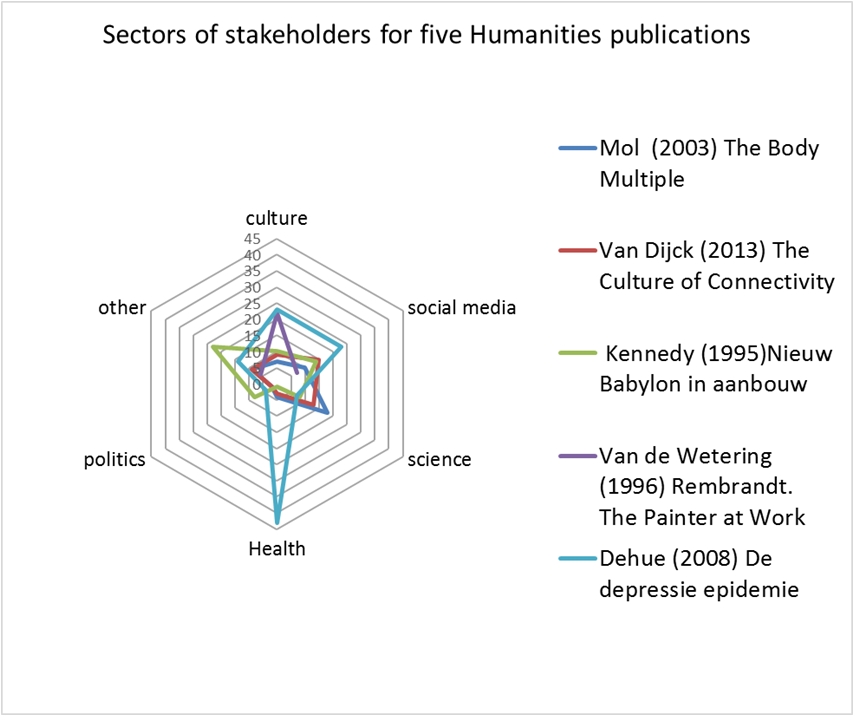 Sectors of stakeholders for five Humanities publications
culture
45
40
35
30
25
20
15
10
5
0
other
social media
politics
science
Health
Mol (2003) The Body
Multiple
Van Dijck (2013) The
Culture of Connectivity
Kennedy (1995)Nieuw
Babylon in aanbouw
Van de Wetering
(1996) Rembrandt.
The Painter at Work
Dehue (2008) De
depressie epidemie